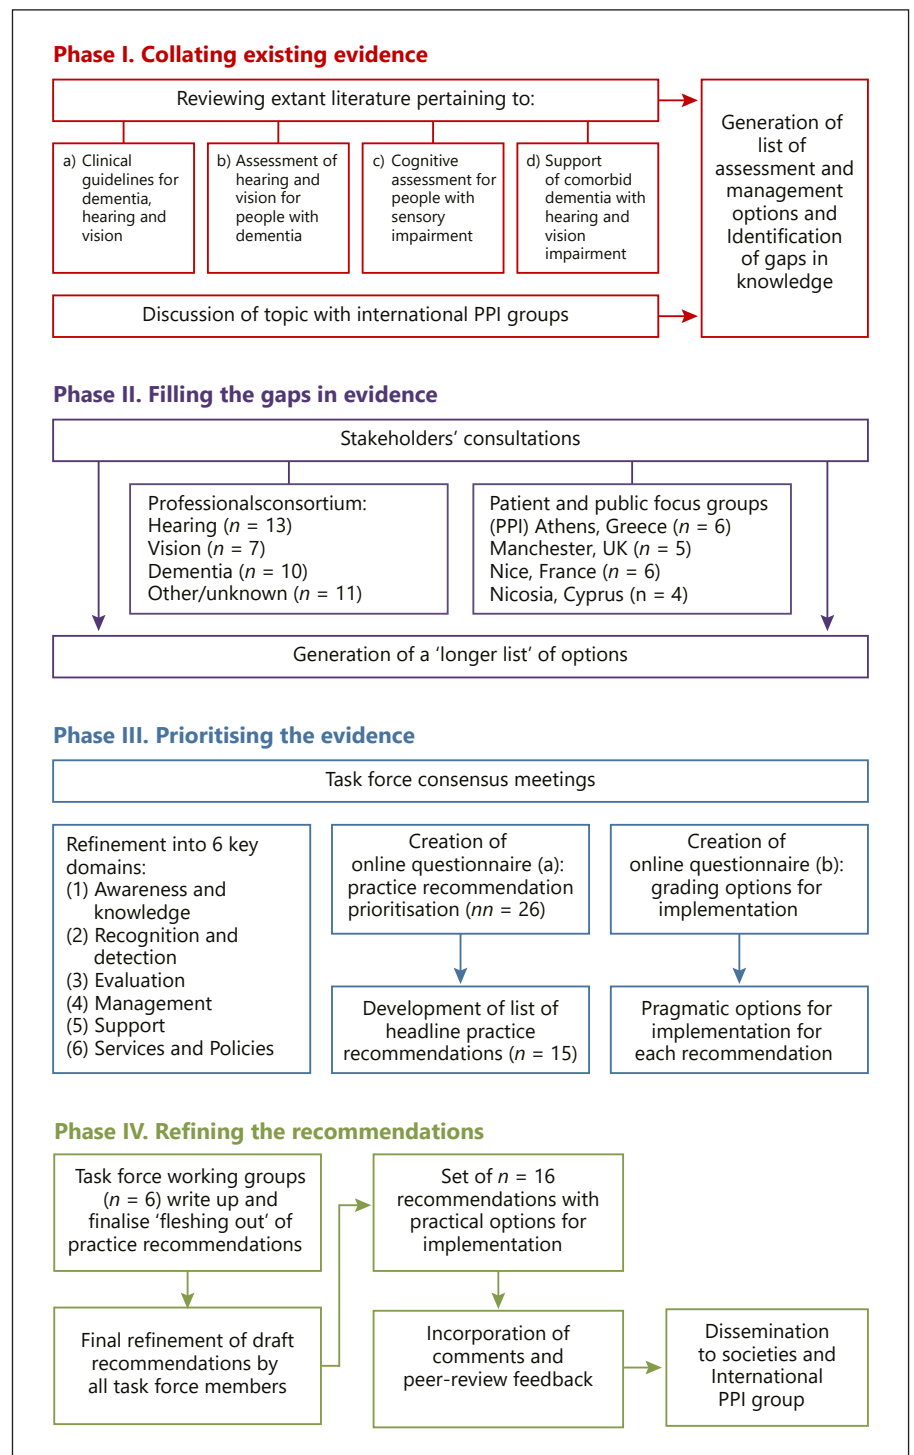 Phase I. Collating existing evidence
Reviewing extant literature pertaining to:
a) Clinical
guidelines for
dementia,
hearing and
vision
b) Assessment of
hearing and
vision for
people with
dementia
c) Cognitive
assessment for
people with
sensory
impairment
d) Support
of comorbid
dementia with
hearing and
vision
impairment
Discussion of topic with international PPI groups
Generation of
list of
assessment and
management
options and
Identification
of gaps in
knowledge
Phase II. Filling the gaps in evidence
Stakeholders’ consultations
Professionalsconsortium:
Hearing (n = 13)
Vision (n = 7)
Dementia (n = 10)
Other/unknown (n = 11)
Patient and public focus groups
(PPI) Athens, Greece (n = 6)
Manchester, UK (n = 5)
Nice, France (n = 6)
Nicosia, Cyprus (n = 4)
Generation of a ‘longer list’ of options
Phase III. Prioritising the evidence
Task force consensus meetings
Refinement into 6 key
domains:
(1) Awareness and
knowledge
(2) Recognition and
detection
(3) Evaluation
(4) Management
(5) Support
(6) Services and Policies
Creation of
online questionnaire (a):
practice recommendation
prioritisation (nn = 26)
Development of list of
headline practice
recommendations (n = 15)
Creation of
online questionnaire (b):
grading options for
implementation
Pragmatic options for
implementation for
each recommendation
Phase IV. Refining the recommendations
Task force working groups
(n = 6) write up and
finalise ‘fleshing out’ of
practice recommendations
Final refinement of draft
recommendations by
all task force members
Set of n = 16
recommendations with
practical options for
implementation
Incorporation of
comments and
peer-review feedback
Dissemination
to societies and
International
PPI group